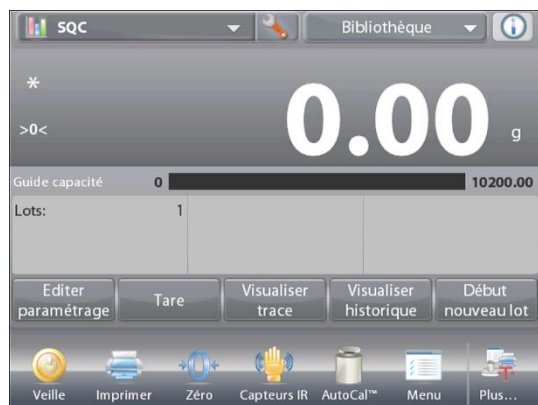 SQC Bibliothèque
*
>0<
0.00 g
Guide capacité 0 10200.00
Lots: 1
Editer paramétrage
Tare
Visualiser trace
Visualiser historique
Début nouveau lot
Veille Imprimer Zéro Capteurs IR AutoCal™ Menu Plus...